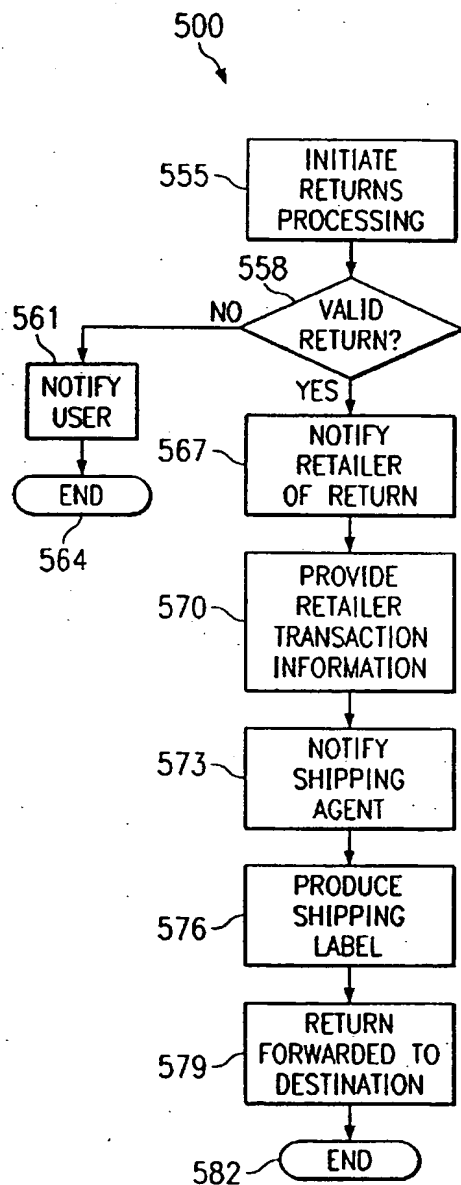 500
555
INITIATE
RETURNS
PROCESSING
558
VALID
RETURN?
NO
YES
561
NOTIFY
USER
END
564
567
NOTIFY
RETAILER
OF RETURN
570
PROVIDE
RETAILER
TRANSACTION
INFORMATION
573
NOTIFY
SHIPPING
AGENT
576
PRODUCE
SHIPPING
LABEL
579
RETURN
FORWARDED TO
DESTINATION
END
582